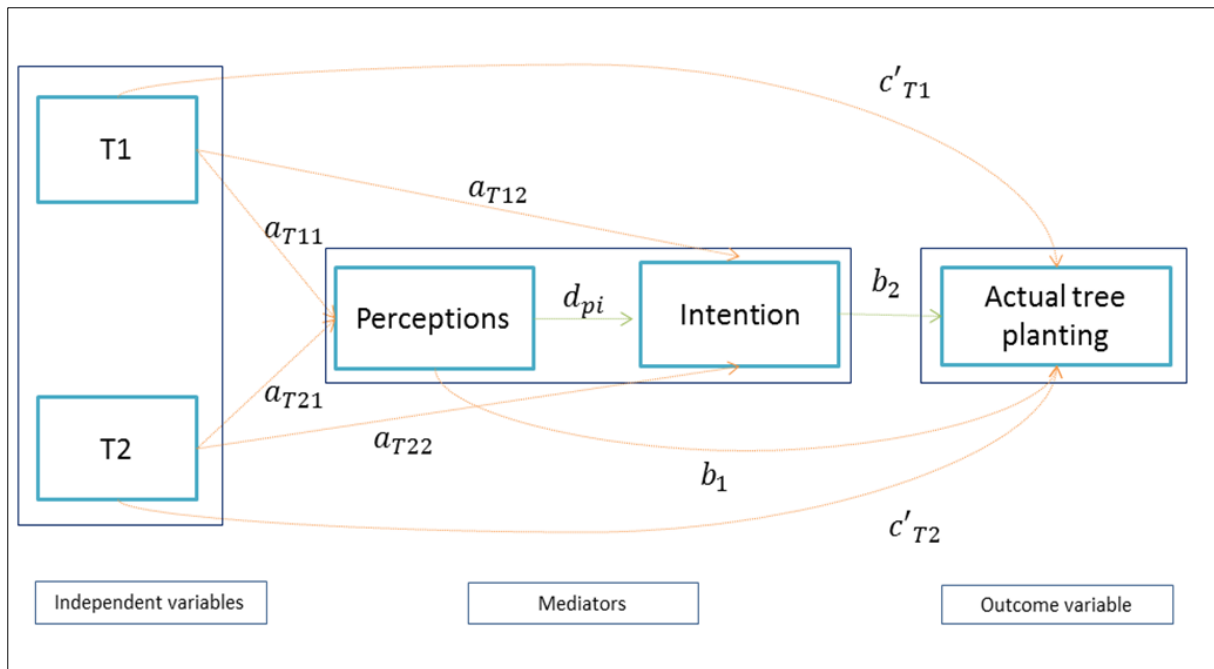 c′T1
T1
aT12
aT11
Perceptions
dpi
Intention
b2
Actual tree
planting
aT21
T2
aT22
b1
c′T2
Independent variables
Mediators
Outcome variable